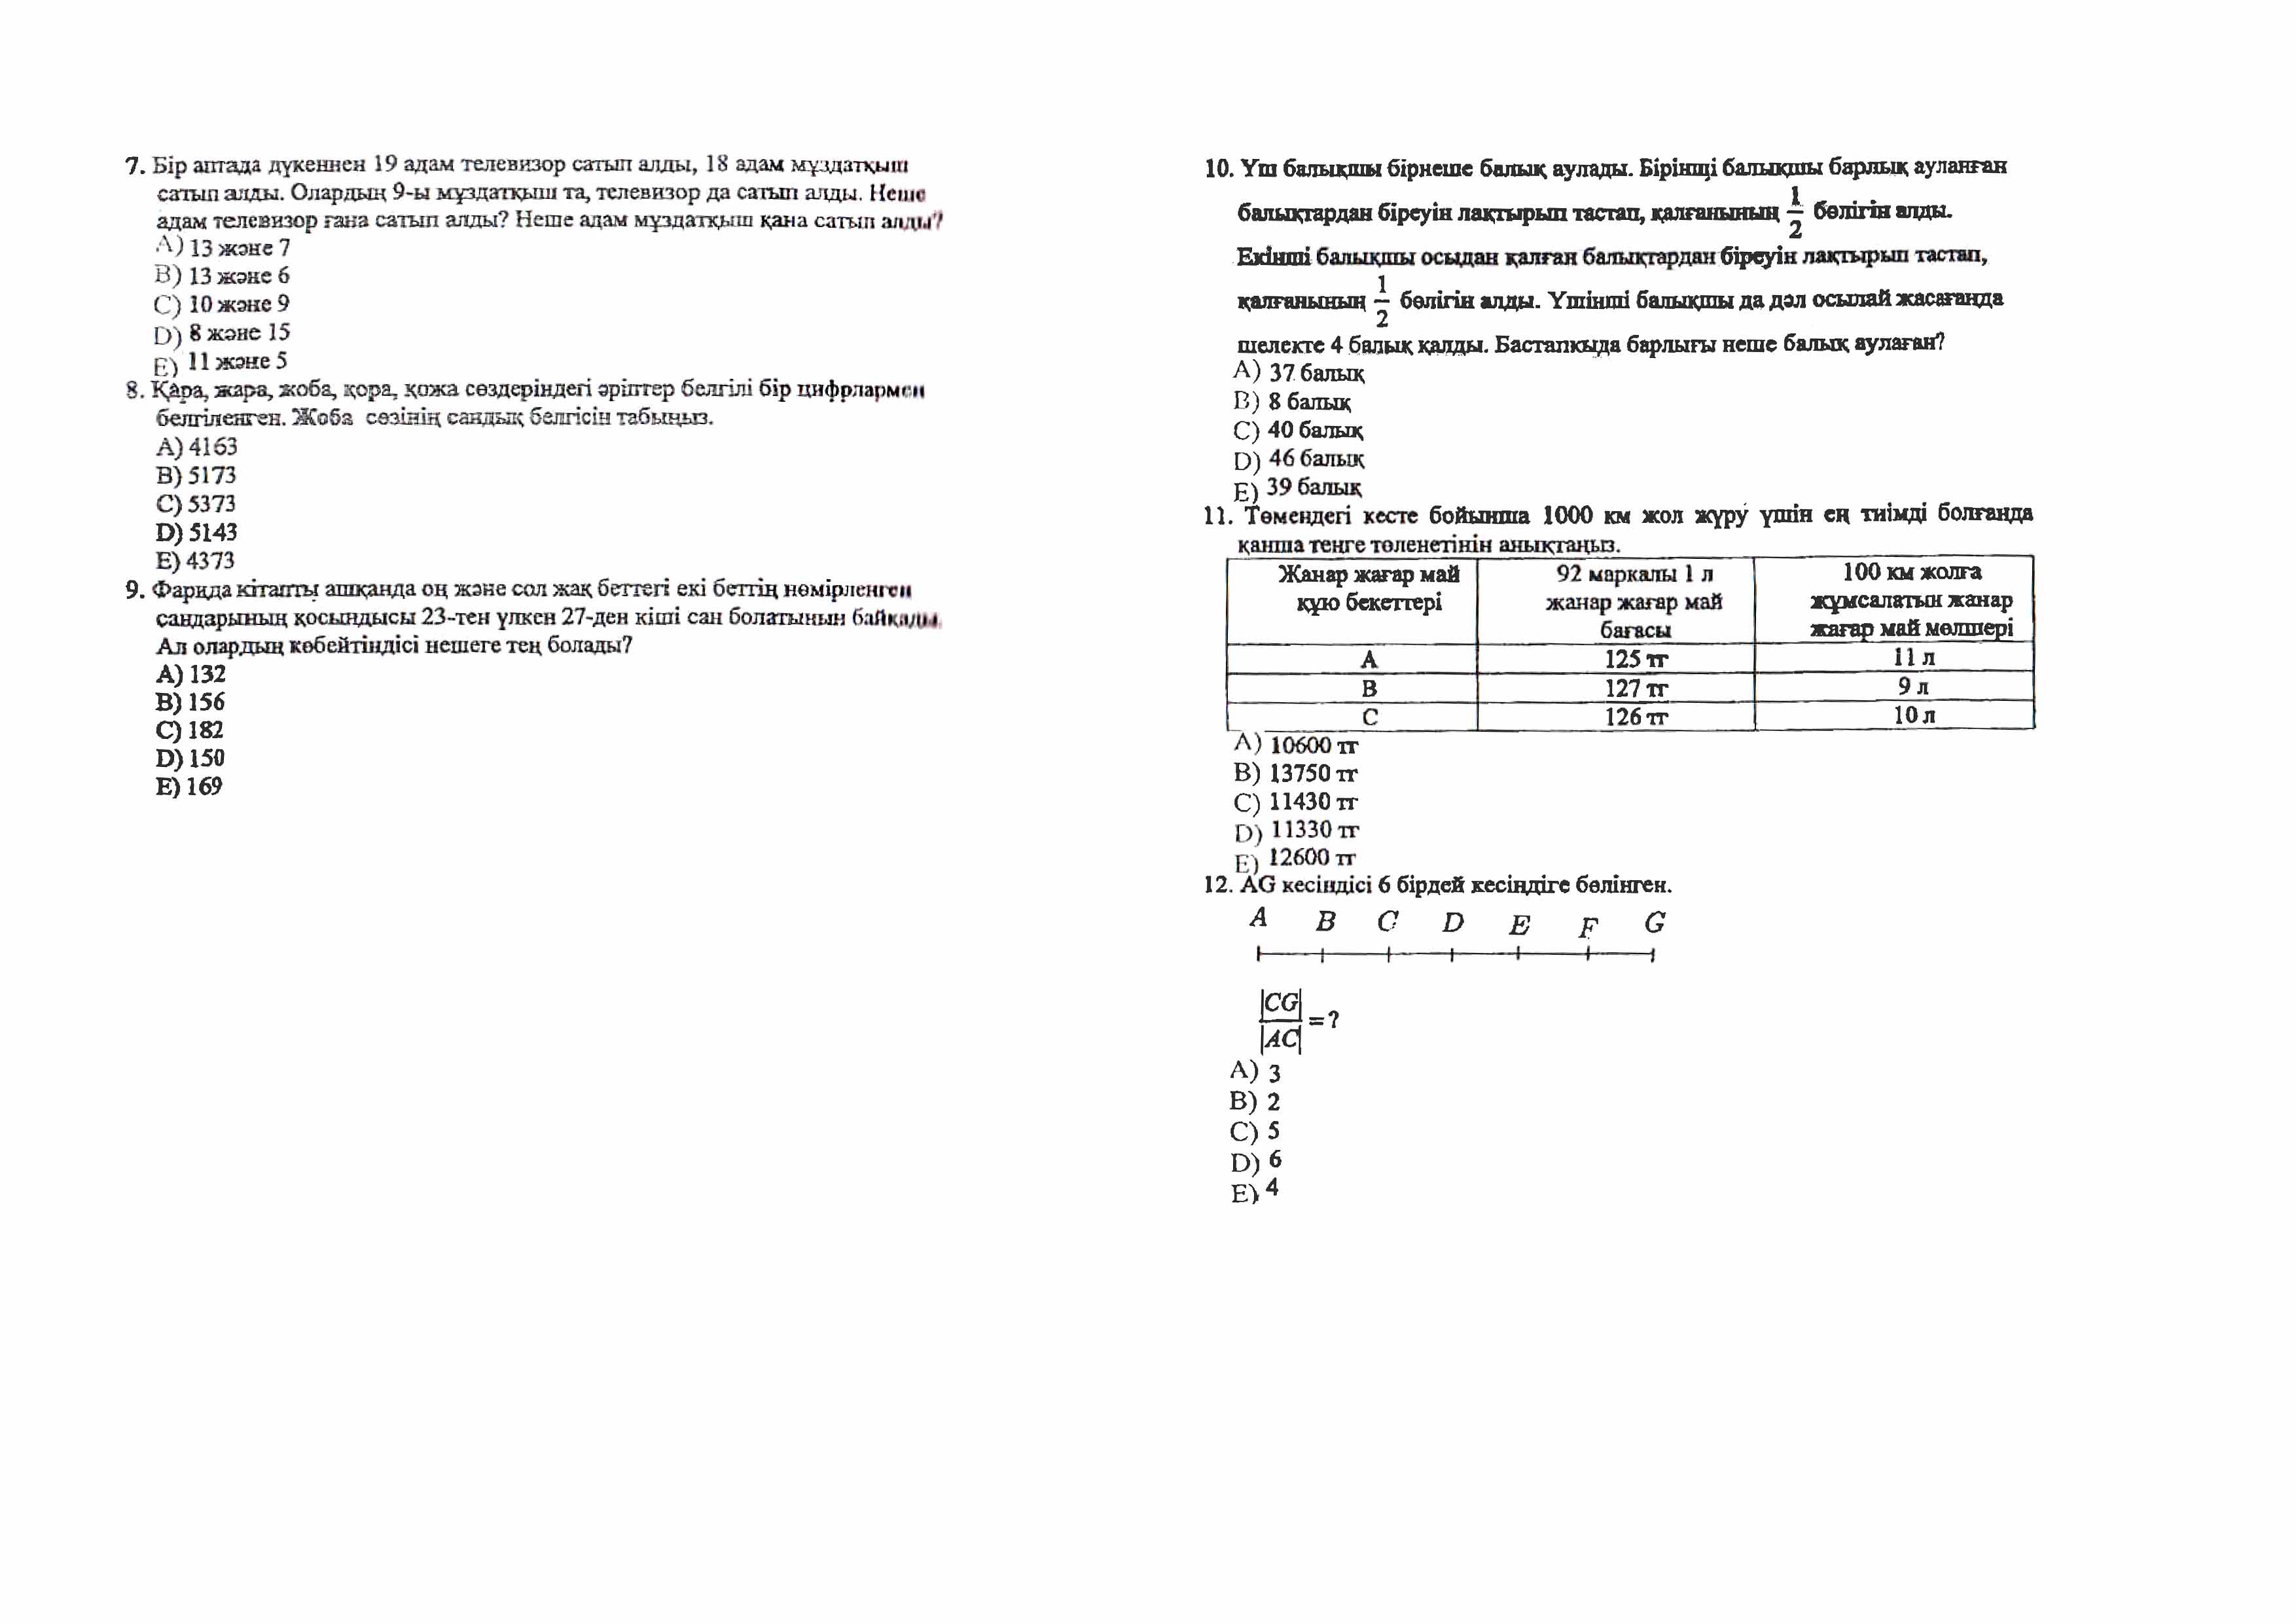 7. Бір аптада дүкеннен 19 адам телевизор сатып алды, 18 адам мұздатқыш
сатып алды. Олардың 9-ы мұздатқыш та, телевизор да сатып алды. Неше
адам телевизор ғана сатып алды? Неше адам мұздатқыш қана сатып алды?
A) 13 және 7
B) 13 және 6
C) 10 және 9
D) 8 және 15
E) 11 және 5
8. Қара, жара, жоба, қора, қожа сөздеріндегі әріптер белгілі бір цифрлармен
белгіленген. Жоба сөзінің сандық белгісін табыңыз.
A) 4163
B) 5173
C) 5373
D) 5143
E) 4373
9. Фарида кітапты ашқанда оң және сол жақ беттегі екі беттің нөмірленген
сандарының қосындысы 23-тен үлкен 27-ден кіші сан болатынын байқады.
Ал олардың көбейтіндісі нешеге тең болады?
A) 132
B) 156
C) 182
D) 150
E) 169
10. Үш балықшы бірнеше балық аулады. Бірінші балықшы барлық ауланған
балықтардан біреуін лақтырып тастап, қалғанының 1/2 бөлігін алды.
Екінші балықшы осыдан қалған балықтардан біреуін лақтырып тастап,
қалғанының 1/2 бөлігін алды. Үшінші балықшы да дәл осылай жасағанда
шелекте 4 балық қалды. Бастапқыда барлығы неше балық аулаған?
A) 37 балық
B) 8 балық
C) 40 балық
D) 46 балық
E) 39 балық
11. Төмендегі кесте бойынша 1000 км жол жүру үшін ең тиімді болғанда
қанша теңге төленетінін анықтаңыз.
Жанар жағар май құю бекеттері
92 маркалы 1 л жанар жағар май бағасы
100 км жолға жұмсалатын жанар жағар май мөлшері
A 125 тг 11 л
B 127 тг 9 л
C 126 тг 10 л
A) 10600 тг
B) 13750 тг
C) 11430 тг
D) 11330 тг
E) 12600 тг
12. AG кесіндісі 6 бірдей кесіндіге бөлінген.
A B C D E F G
|CG|
|AC| = ?
A) 3
B) 2
C) 5
D) 6
E) 4